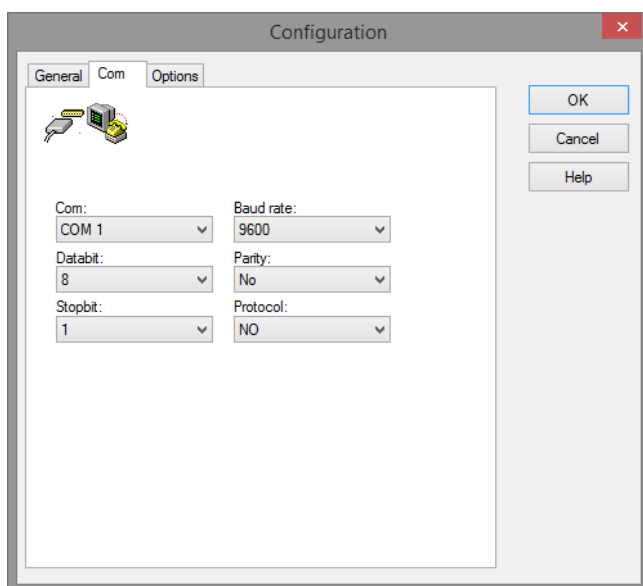 Configuration
General Com Options
OK
Cancel
Help
Com: Baud rate:
COM 1 9600
Databit: Parity:
8 No
Stopbit: Protocol:
1 NO